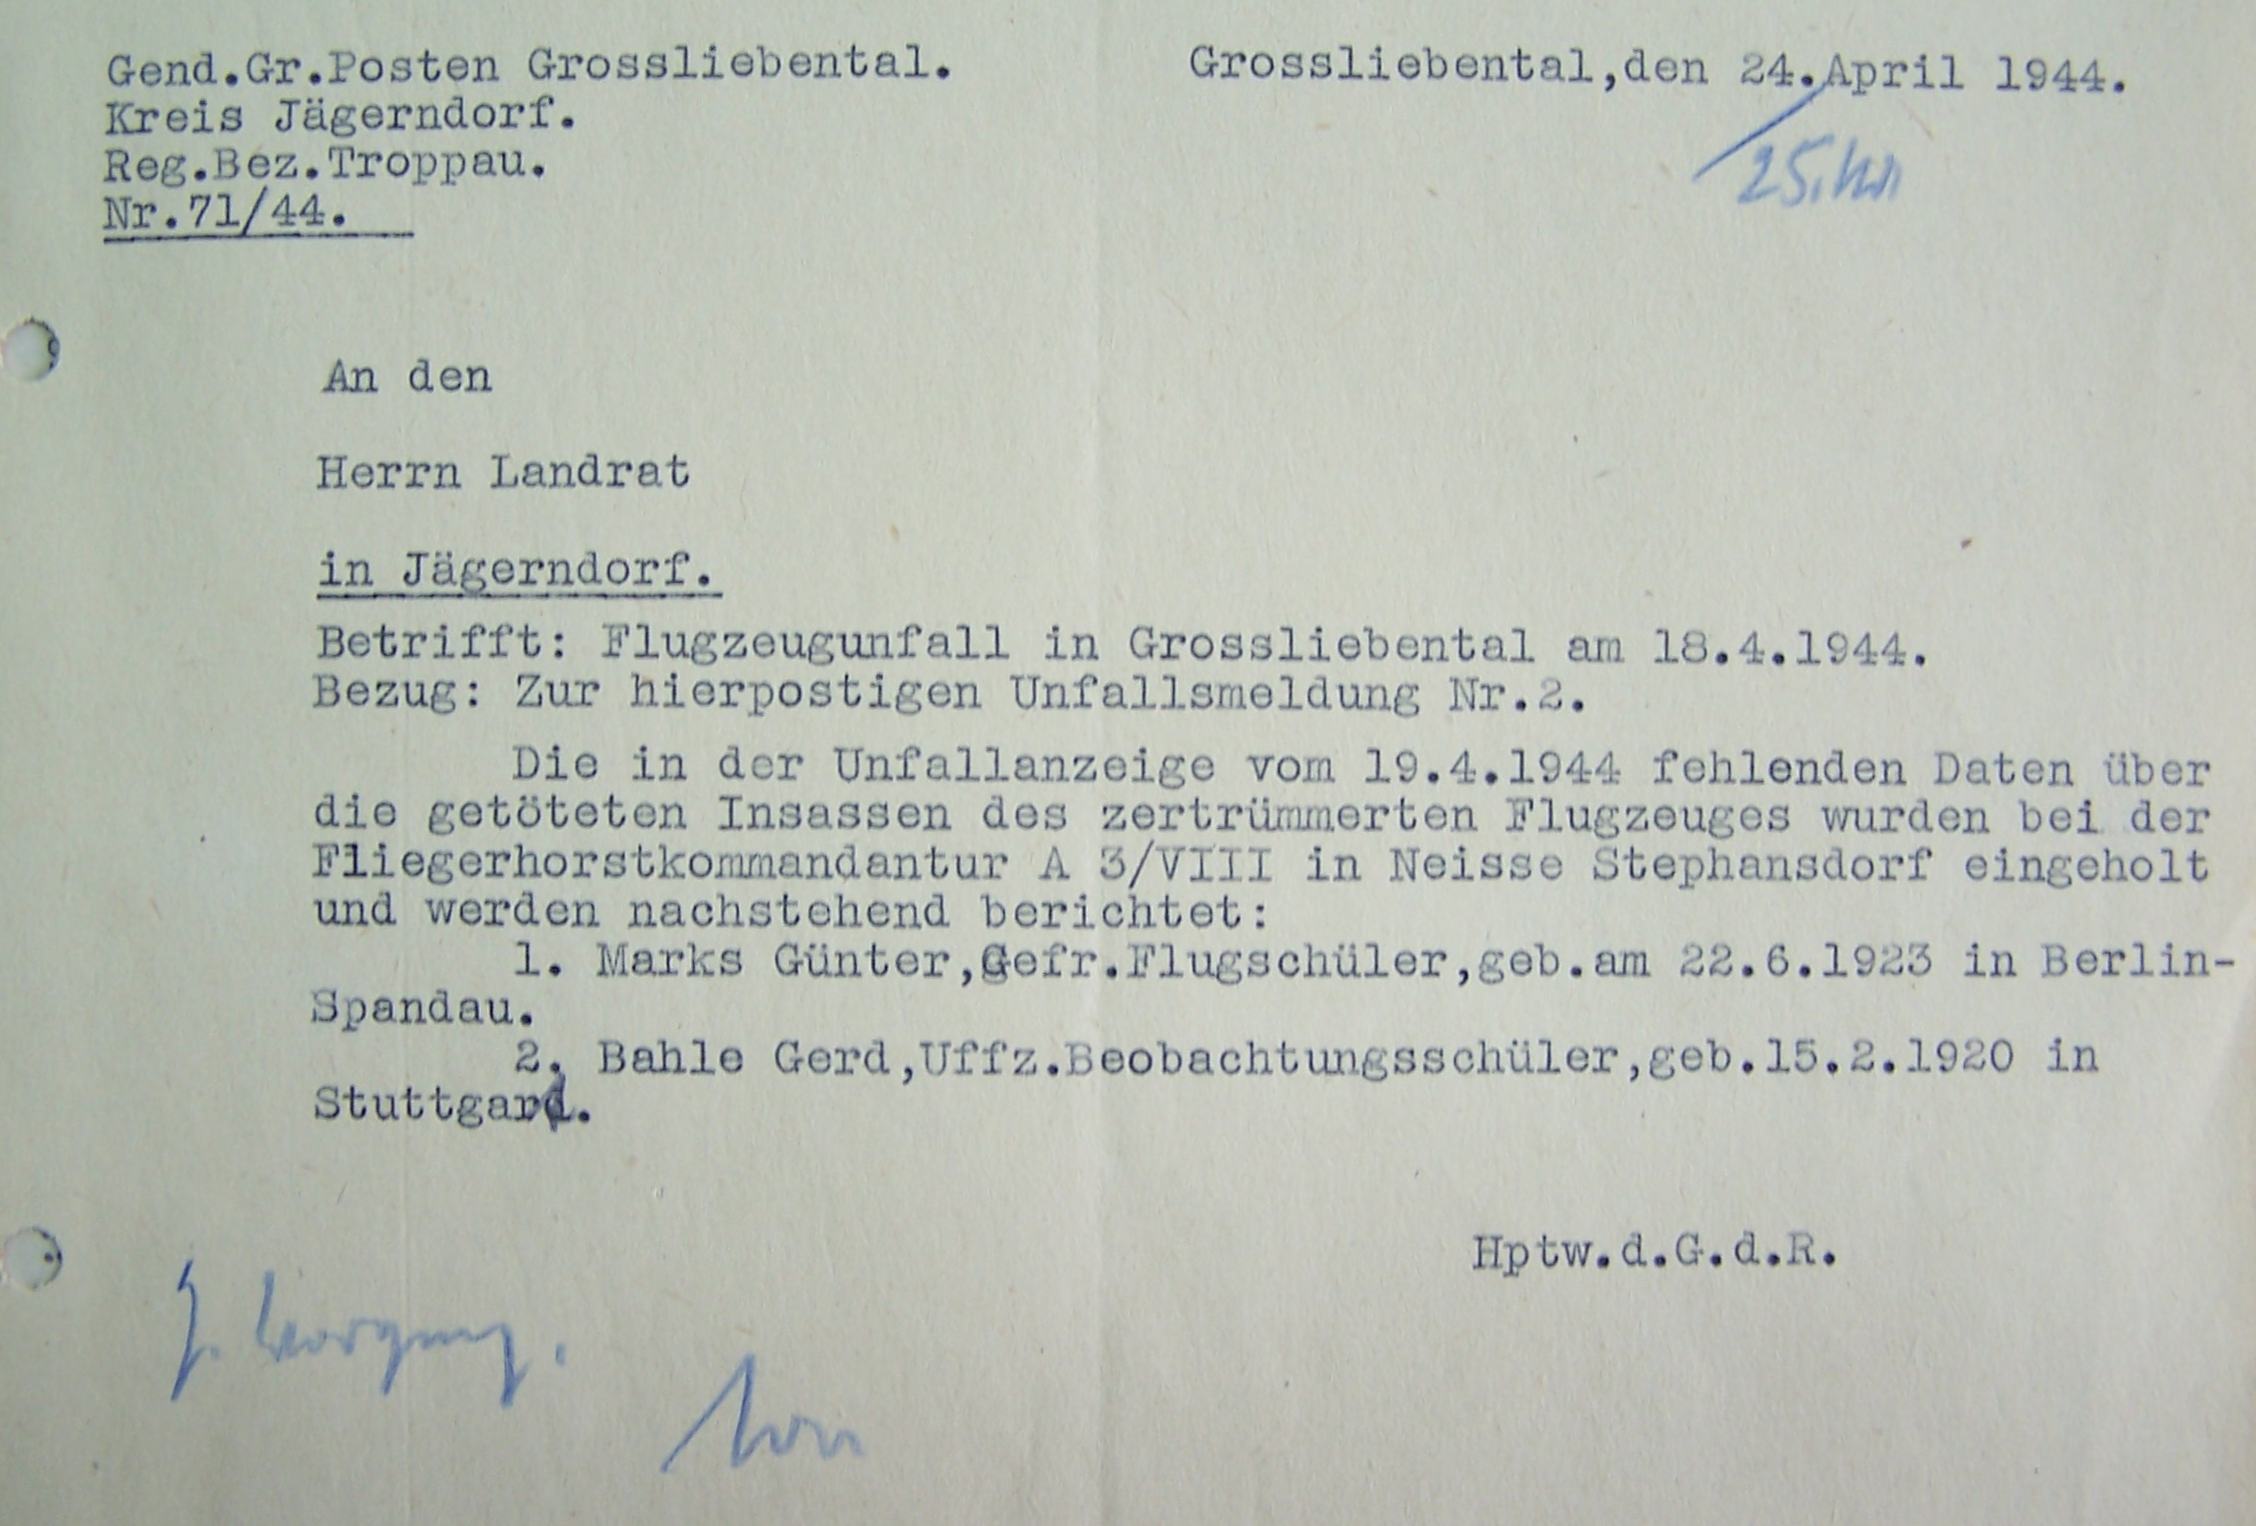 Gend.Gr.Posten Grossliebental.
Grossliebental,den 24.April 1944.
Kreis Jägerndorf.
Reg.Bez.Troppau.
Nr.71/44.
25.
An den
Herrn Landrat
in Jägerndorf.
Betrifft: Flugzeugunfall in Grossliebental am 18.4.1944.
Bezug: Zur hierpostigen Unfallsmeldung Nr.2.
Die in der Unfallanzeige vom 19.4.1944 fehlenden Daten über
die getöteten Insassen des zertrümmerten Flugzeuges wurden bei der
Fliegerhorstkommandantur A 3/VIII in Neisse Stephansdorf eingeholt
und werden nachstehend berichtet:
1. Marks Günter,Gefr.Flugschüler,geb.am 22.6.1923 in Berlin-
Spandau.
2. Bahle Gerd,Uffz.Beobachtungsschüler,geb.15.2.1920 in
Stuttgard.
Hptw.d.G.d.R.
z. Vorgang.